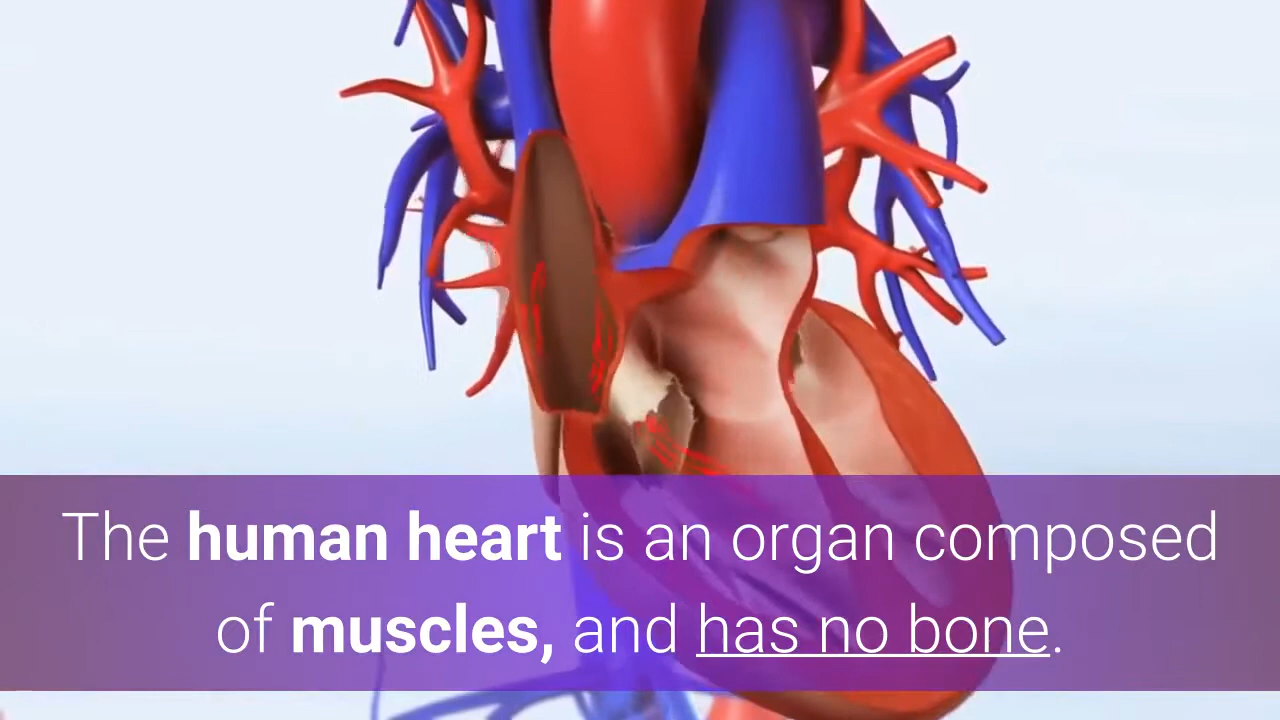 The human heart is an organ composed
of muscles, and has no bone.